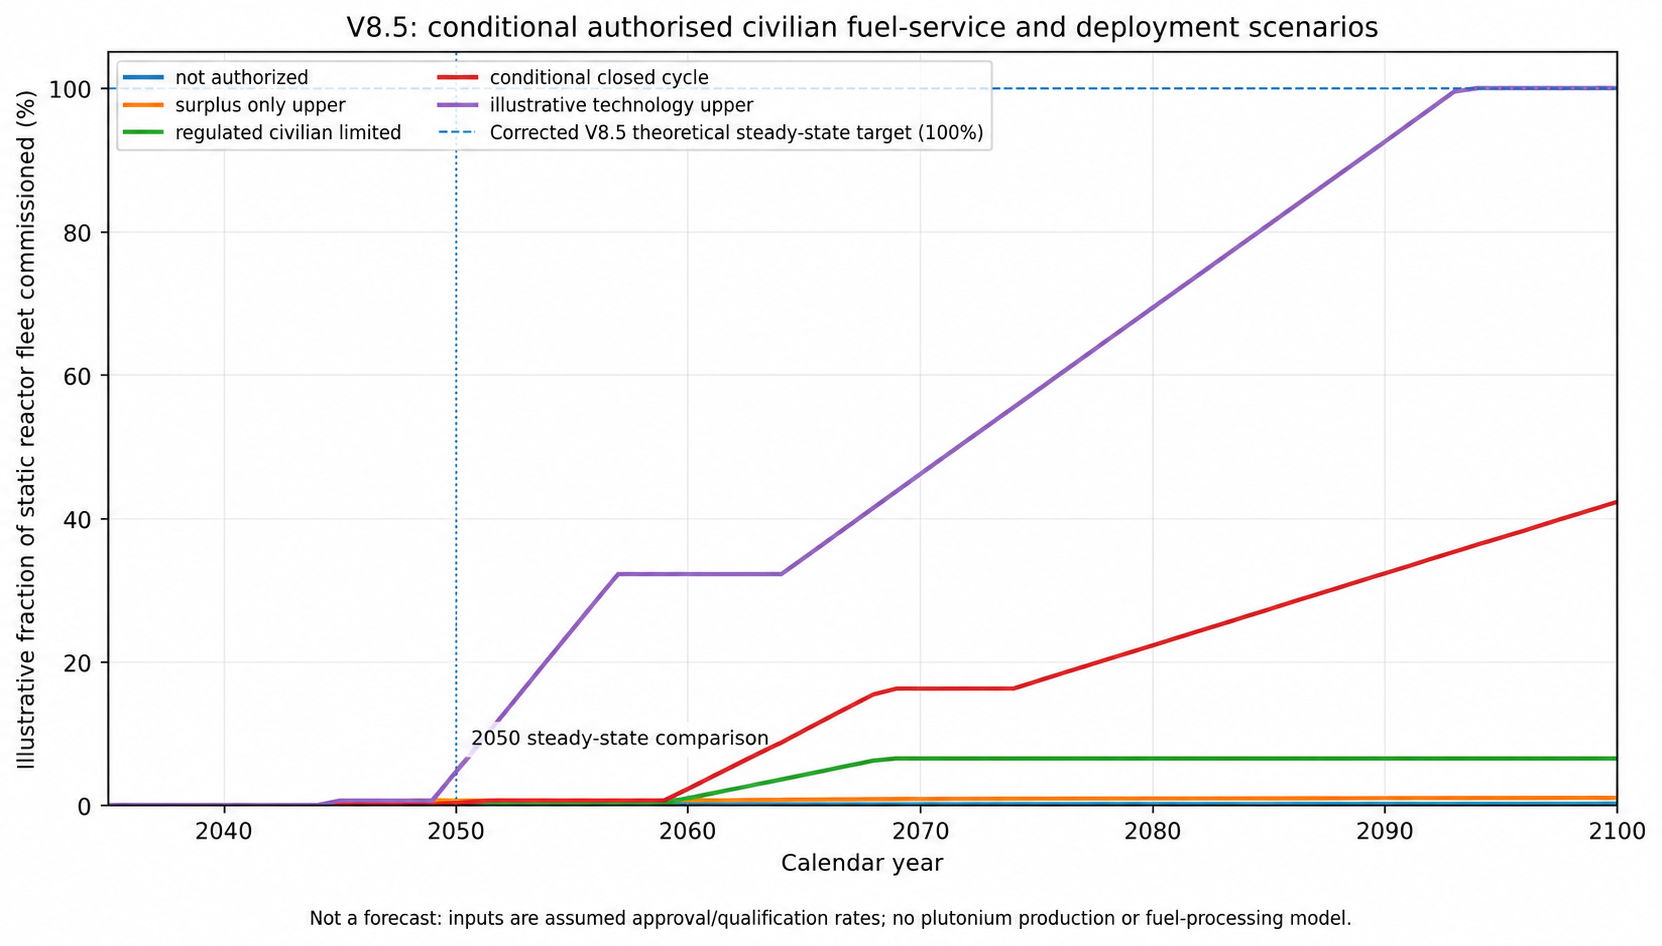 V8.5: conditional authorised civilian fuel-service and deployment scenarios
not authorized
surplus only upper
regulated civilian limited
conditional closed cycle
illustrative technology upper
Corrected V8.5 theoretical steady-state target (100%)
Illustrative fraction of static reactor fleet commissioned (%)
100
80
60
40
20
0
2050 steady-state comparison
2040 2050 2060 2070 2080 2090 2100
Calendar year
Not a forecast: inputs are assumed approval/qualification rates; no plutonium production or fuel-processing model.